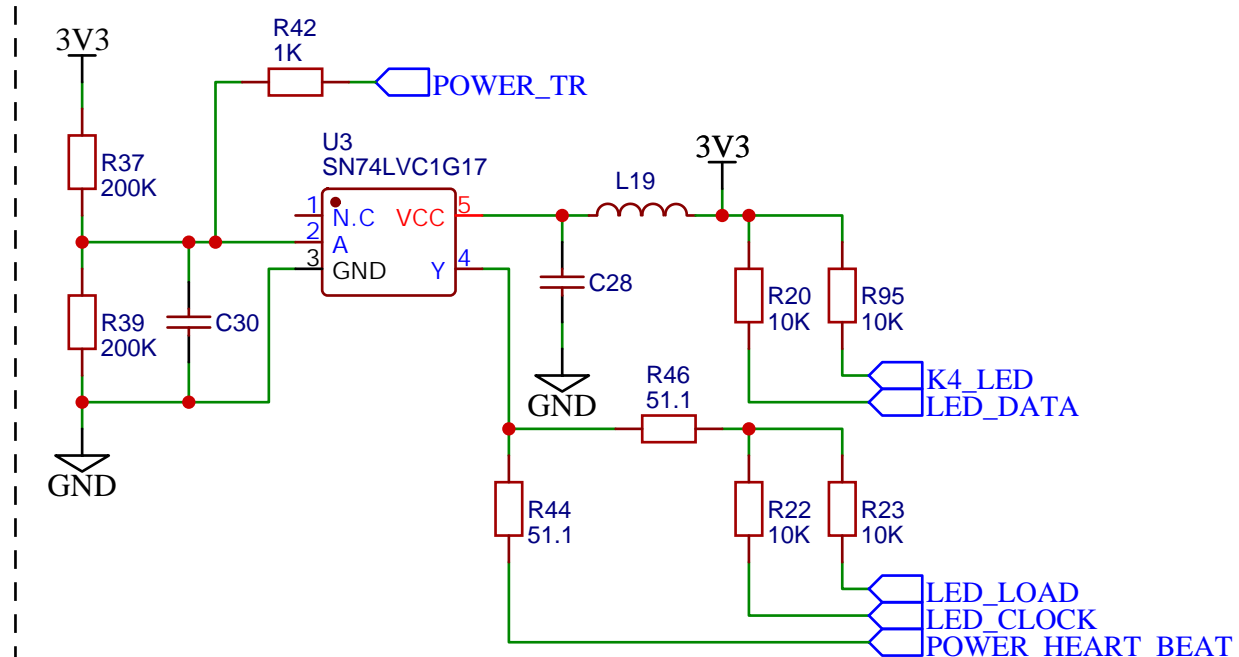 3V3
R42
1K
POWER_TR
R37
200K
U3
SN74LVC1G17
1
N.C
VCC
5
2
A
3
GND
Y
4
3V3
L19
C28
R39
200K
C30
R20
10K
R95
10K
K4_LED
LED_DATA
GND
R46
51.1
GND
R44
51.1
R22
10K
R23
10K
LED_LOAD
LED_CLOCK
POWER_HEART_BEAT